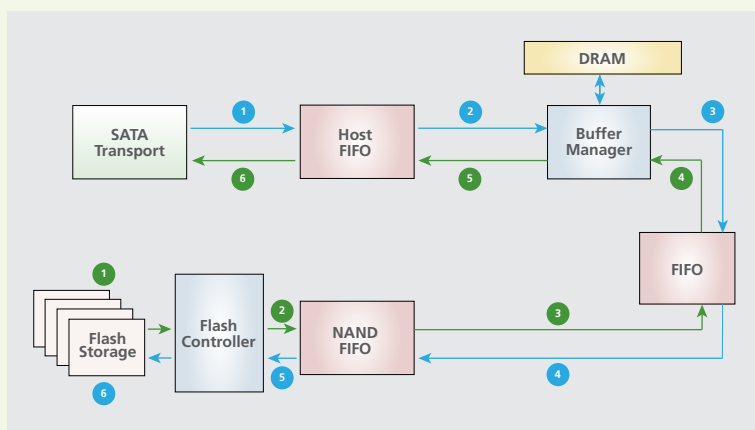 DRAM
1
2
3
SATA
Transport
Host
FIFO
Buffer
Manager
6
5
4
FIFO
1
2
3
Flash
Storage
Flash
Controller
NAND
FIFO
6
5
4